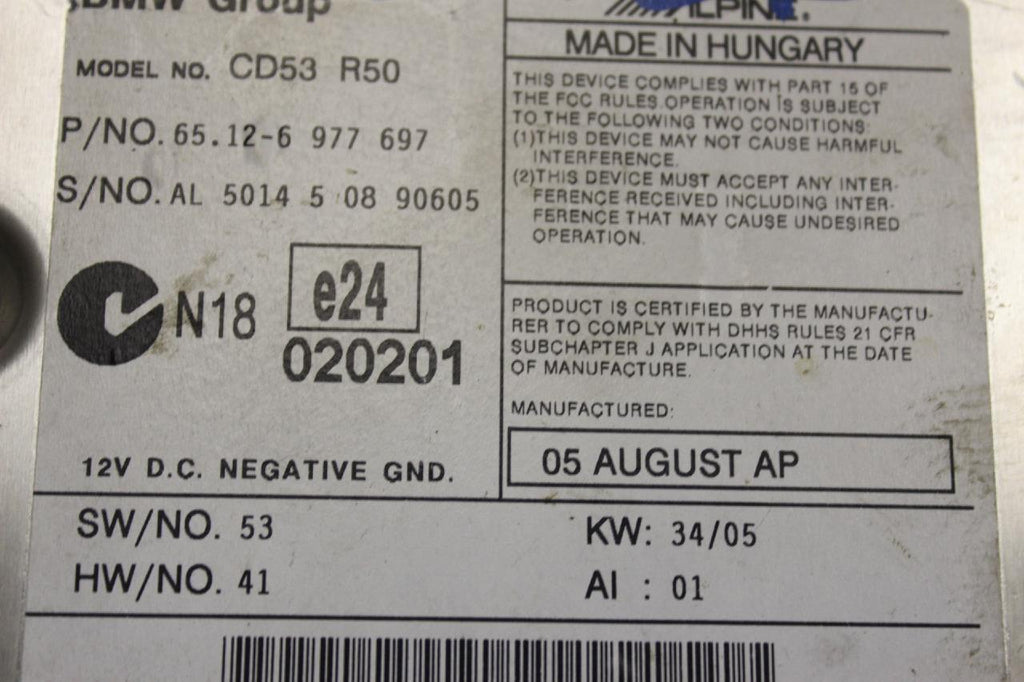 BMW Group
MODEL NO. CD53 R50
P/NO. 65.12-6 977 697
S/NO. AL 5014 5 08 90605
N18
e24
020201
12V D.C. NEGATIVE GND.
ALPINE.
MADE IN HUNGARY
THIS DEVICE COMPLIES WITH PART 15 OF
THE FCC RULES.OPERATION IS SUBJECT
TO THE FOLLOWING TWO CONDITIONS:
(1)THIS DEVICE MAY NOT CAUSE HARMFUL
INTERFERENCE.
(2)THIS DEVICE MUST ACCEPT ANY INTER-
FERENCE RECEIVED INCLUDING INTER-
FERENCE THAT MAY CAUSE UNDESIRED
OPERATION.
PRODUCT IS CERTIFIED BY THE MANUFACTU-
RER TO COMPLY WITH DHHS RULES 21 CFR
SUBCHAPTER J APPLICATION AT THE DATE
OF MANUFACTURE.
MANUFACTURED:
05 AUGUST AP
SW/NO. 53
HW/NO. 41
KW: 34/05
AI : 01